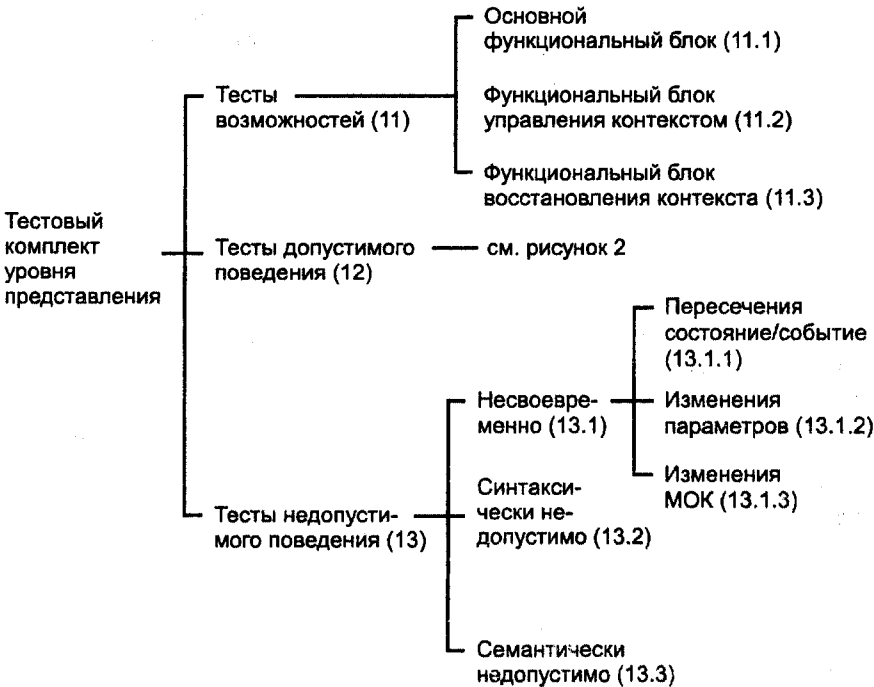 Основной
функциональный блок (11.1)
Тесты
возможностей (11)
Функциональный блок
управления контекстом (11.2)
Функциональный блок
восстановления контекста (11.3)
Тестовый
комплект
уровня
представления
Тесты допустимого
поведения (12)
см. рисунок 2
Пересечения
состояние/событие
(13.1.1)
Несвоевре-
менно (13.1)
Изменения
параметров (13.1.2)
Изменения
МОК (13.1.3)
Тесты недопусти-
мого поведения (13)
Синтакси-
чески не-
допустимо (13.2)
Семантически
недопустимо (13.3)